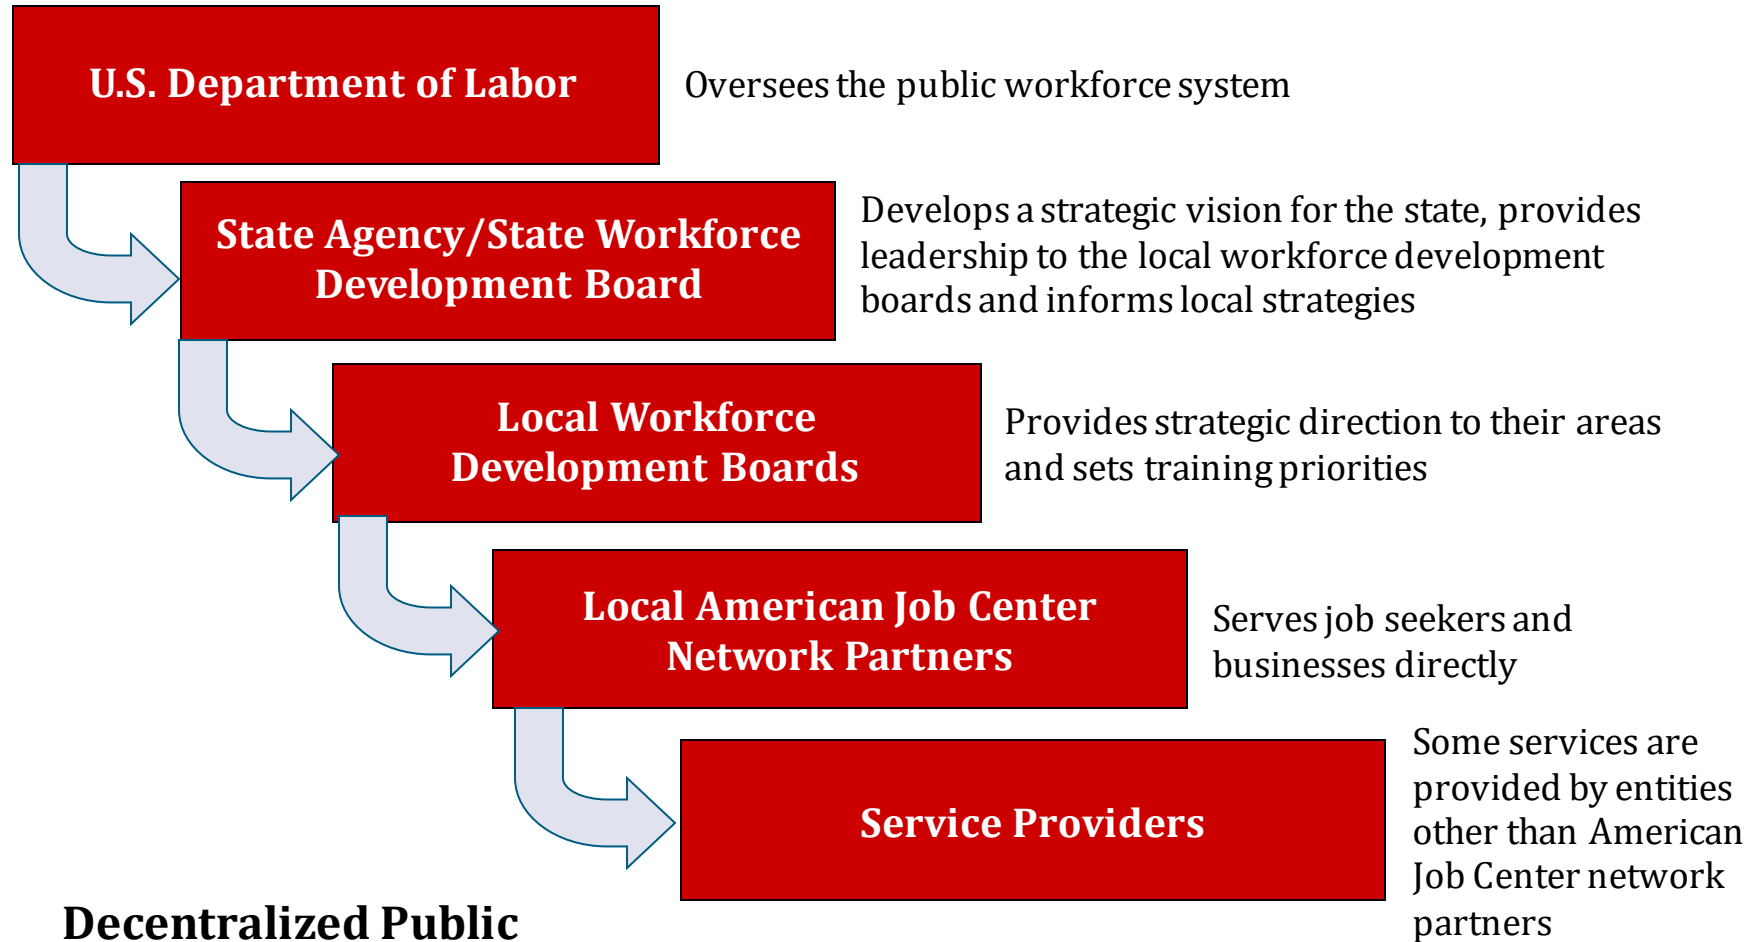 U.S. Department of Labor
Oversees the public workforce system
State Agency/State Workforce
Development Board
Develops a strategic vision for the state, provides
leadership to the local workforce development
boards and informs local strategies
Local Workforce
Development Boards
Provides strategic direction to their areas
and sets training priorities
Local American Job Center
Network Partners
Serves job seekers and
businesses directly
Service Providers
Some services are
provided by entities
other than American
Job Center network
partners
Decentralized Public